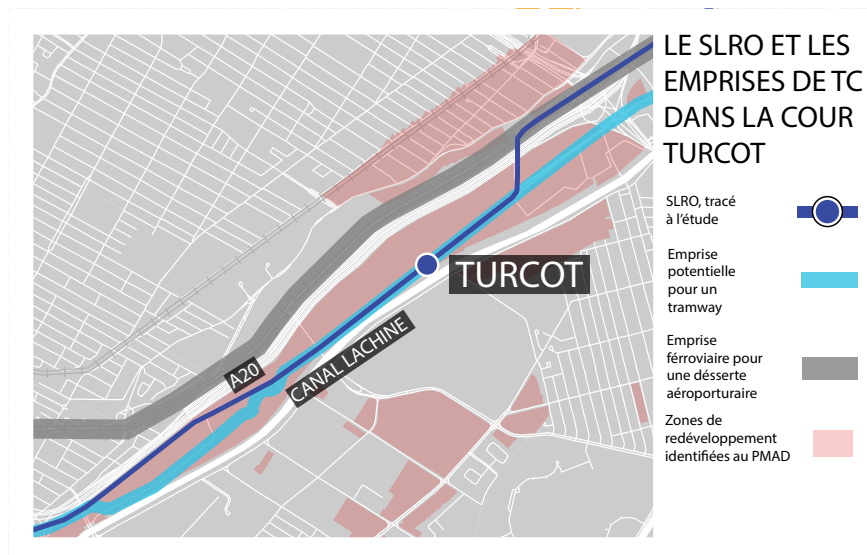 LE SLRO ET LES
EMPRISES DE TC
DANS LA COUR
TURCOT
SLRO, tracé
à l'étude
Emprise
potentielle
pour un
tramway
Emprise
férroviaire pour
une désserte
aéroporturaire
Zones de
redéveloppement
identifiées au PMAD
TURCOT
A20
CANAL LACHINE